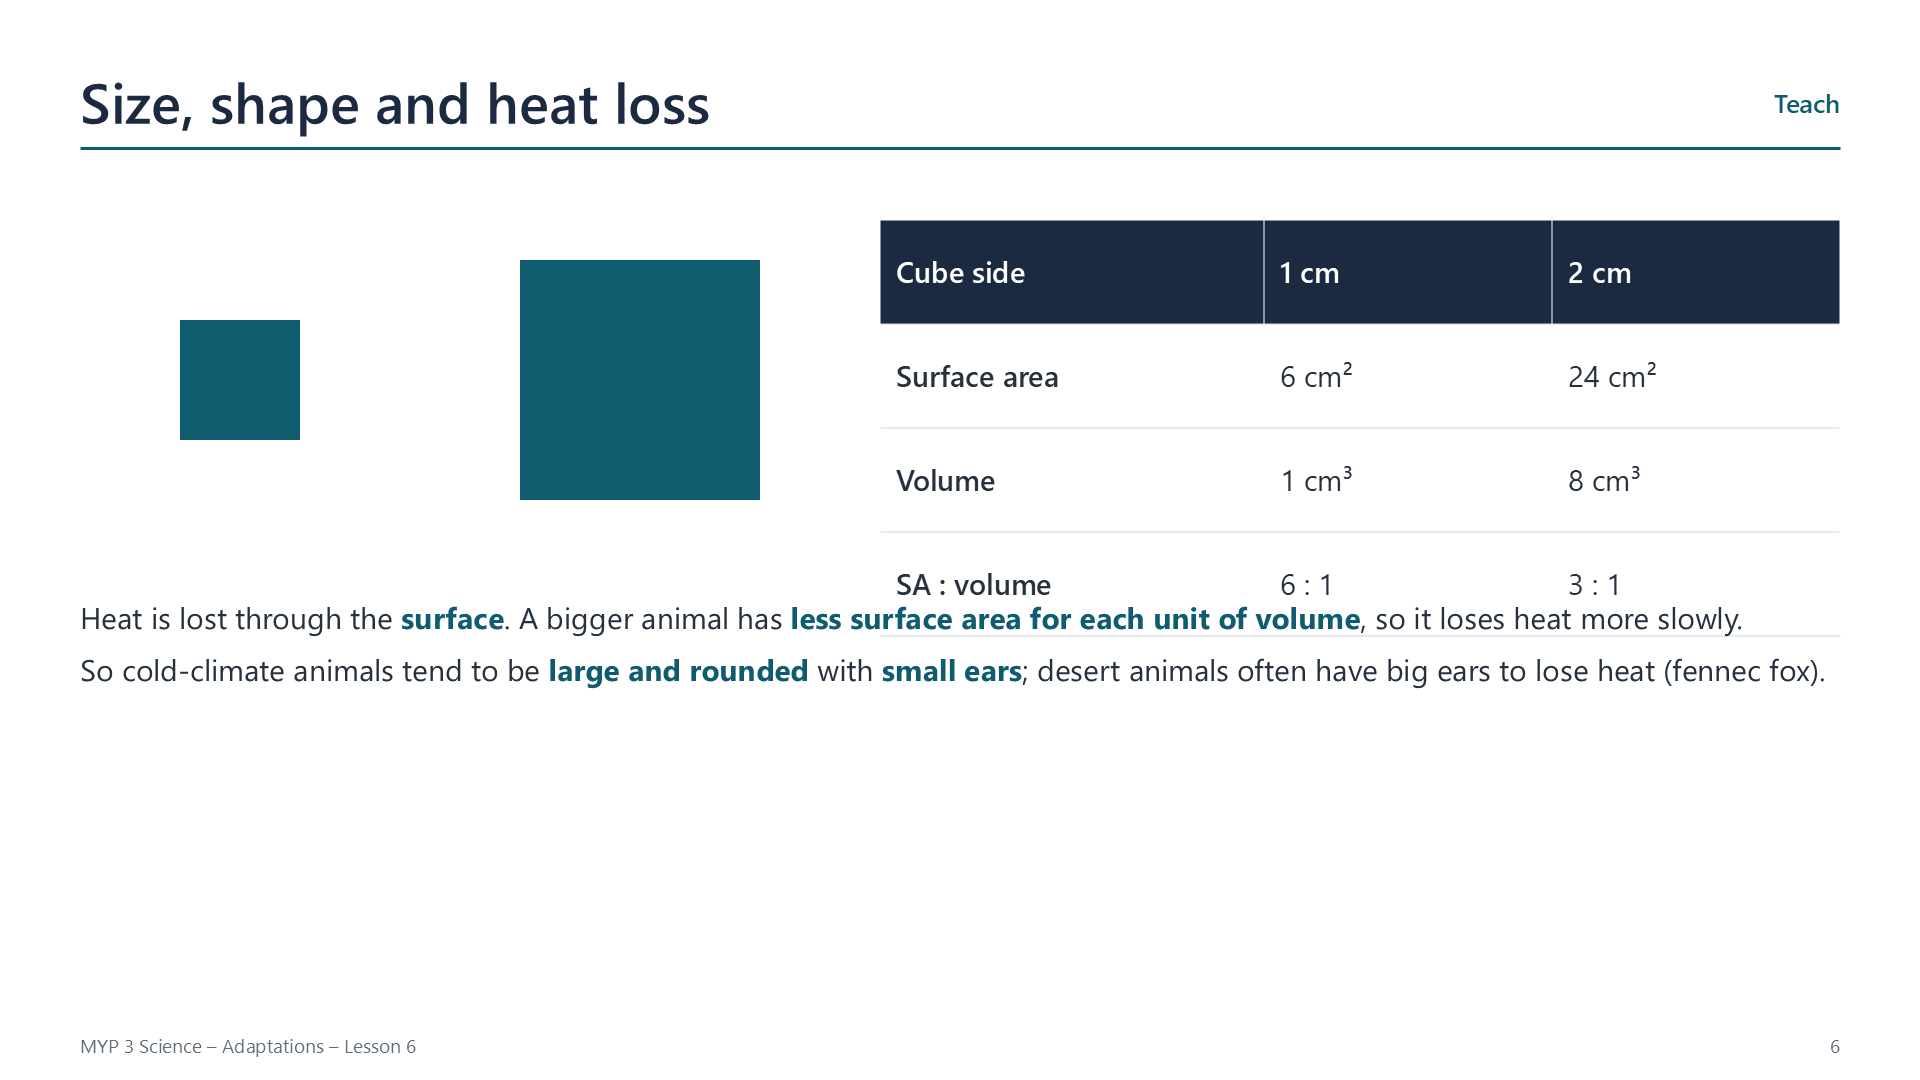 Size, shape and heat loss
Teach
Cube side 1 cm 2 cm
Surface area 6 cm² 24 cm²
Volume 1 cm³ 8 cm³
SA : volume 6 : 1 3 : 1
Heat is lost through the surface. A bigger animal has less surface area for each unit of volume, so it loses heat more slowly.
So cold-climate animals tend to be large and rounded with small ears; desert animals often have big ears to lose heat (fennec fox).
MYP 3 Science – Adaptations – Lesson 6
6